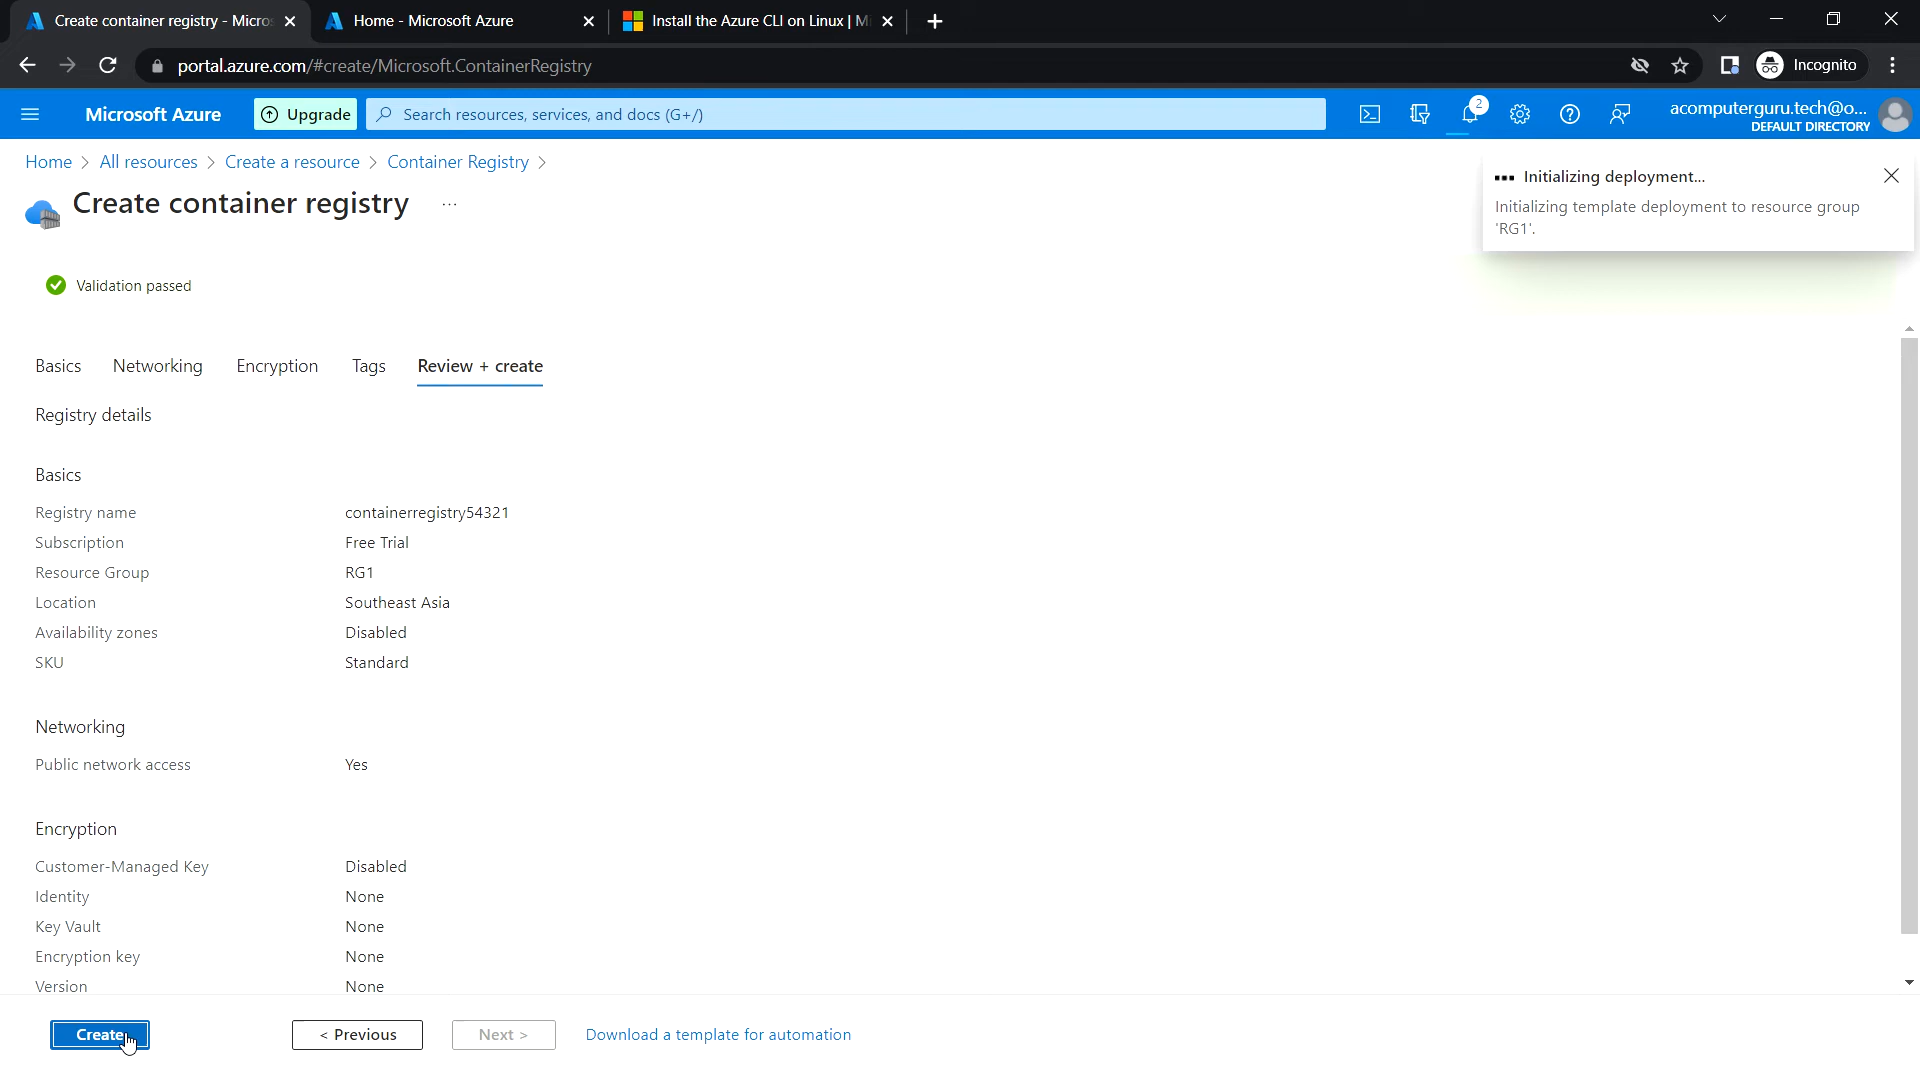 Create container registry - Micros
Home - Microsoft Azure
Install the Azure CLI on Linux | Mi
portal.azure.com/#create/Microsoft.ContainerRegistry
Incognito
Microsoft Azure
Upgrade
Search resources, services, and docs (G+/)
2
acomputerguru.tech@o...
DEFAULT DIRECTORY
Home > All resources > Create a resource > Container Registry >
Create container registry ...
Initializing deployment...
Initializing template deployment to resource group
'RG1'.
Validation passed
Basics Networking Encryption Tags Review + create
Registry details
Basics
Registry name containerregistry54321
Subscription Free Trial
Resource Group RG1
Location Southeast Asia
Availability zones Disabled
SKU Standard
Networking
Public network access Yes
Encryption
Customer-Managed Key Disabled
Identity None
Key Vault None
Encryption key None
Version None
Create
< Previous
Next >
Download a template for automation